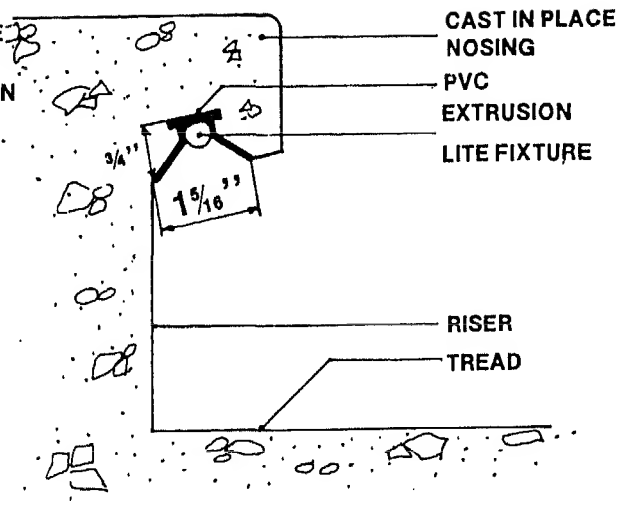 CAST IN PLACE
NOSING
PVC
EXTRUSION
LITE FIXTURE
3/4’’
1 5/16’’
RISER
TREAD